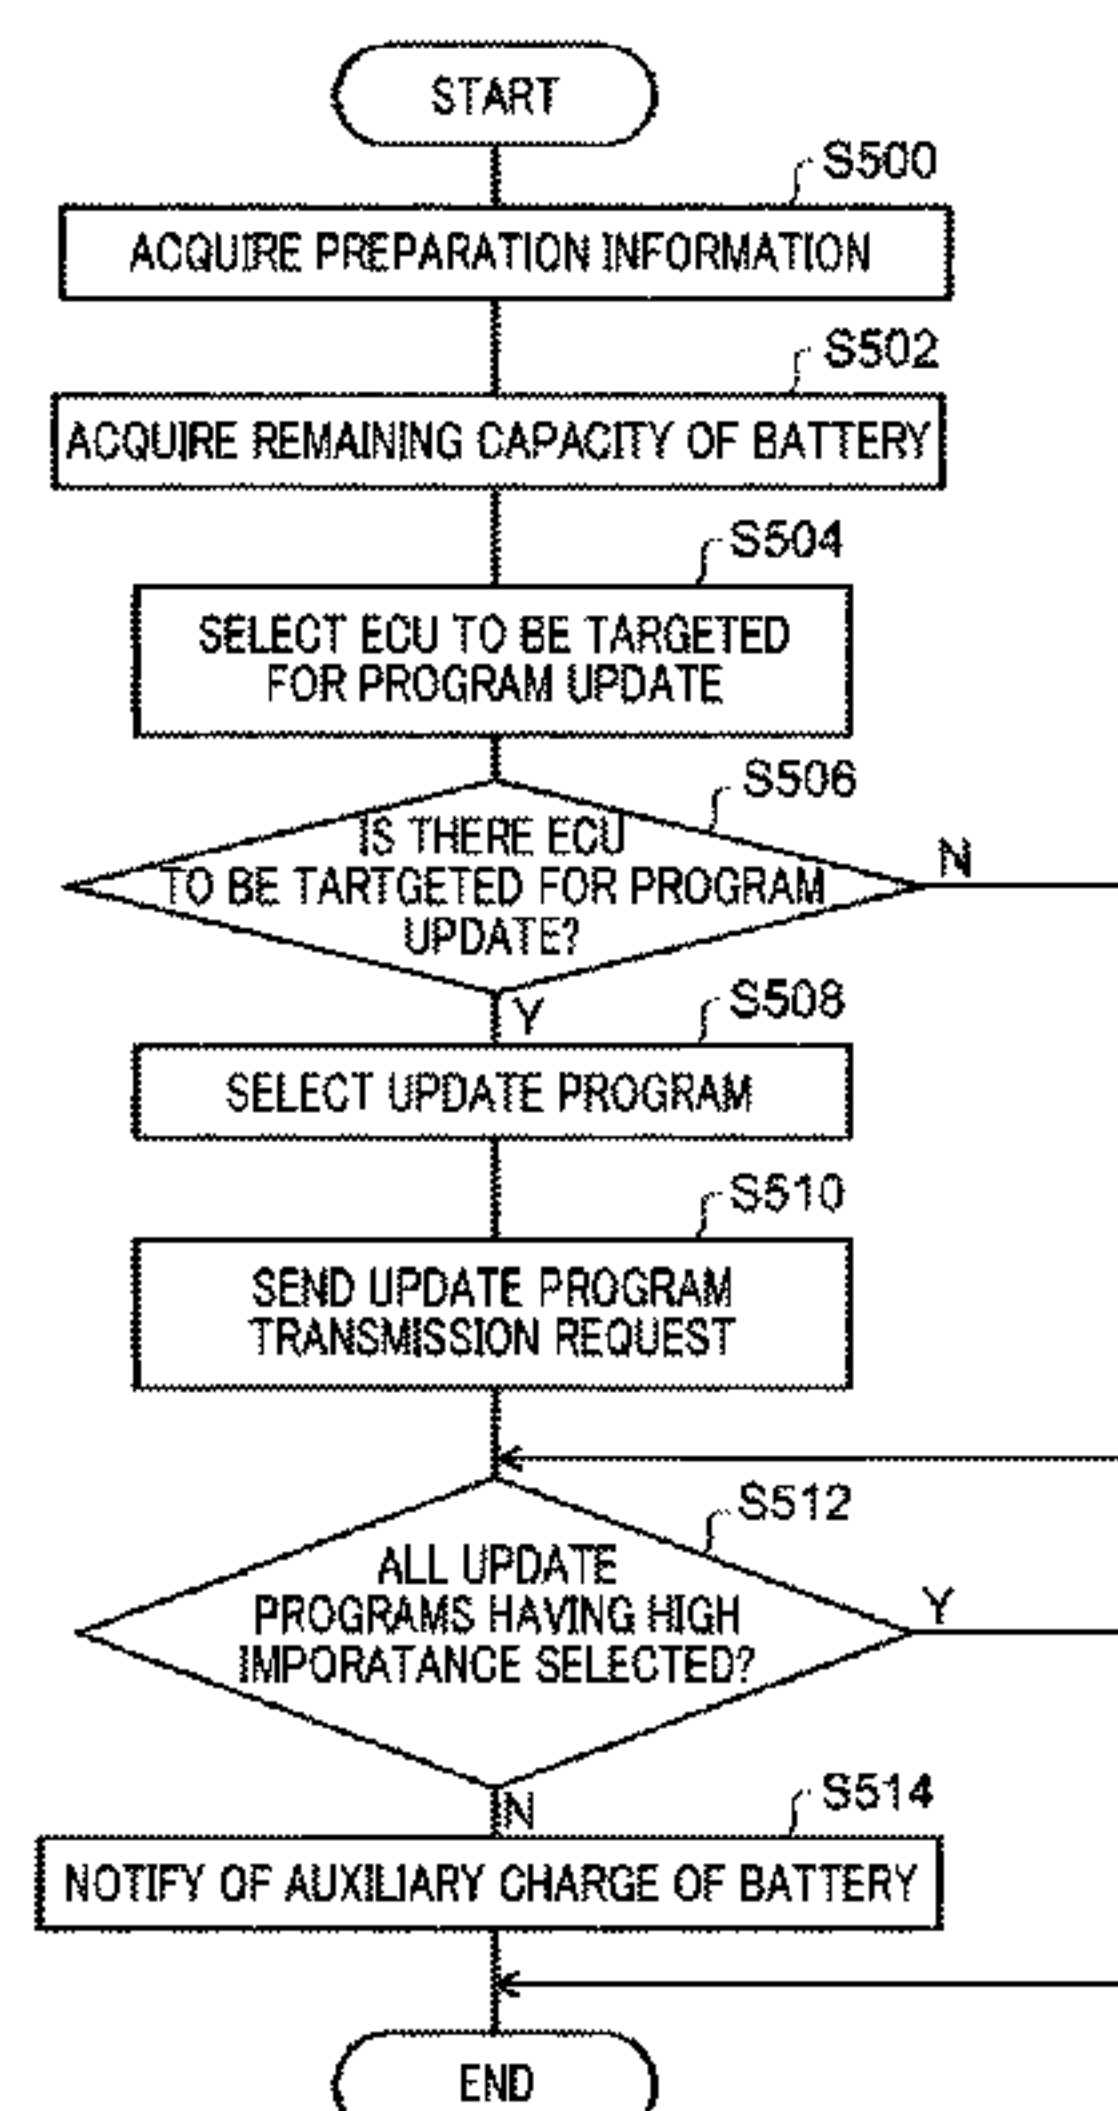 START
S500
ACQUIRE PREPARATION INFORMATION
S502
ACQUIRE REMAINING CAPACITY OF BATTERY
S504
SELECT ECU TO BE TARGETED
FOR PROGRAM UPDATE
S506
IS THERE ECU
TO BE TARTGETED FOR PROGRAM
UPDATE?
N
Y
S508
SELECT UPDATE PROGRAM
S510
SEND UPDATE PROGRAM
TRANSMISSION REQUEST
S512
ALL UPDATE
PROGRAMS HAVING HIGH
IMPORATANCE SELECTED?
Y
N
S514
NOTIFY OF AUXILIARY CHARGE OF BATTERY
END